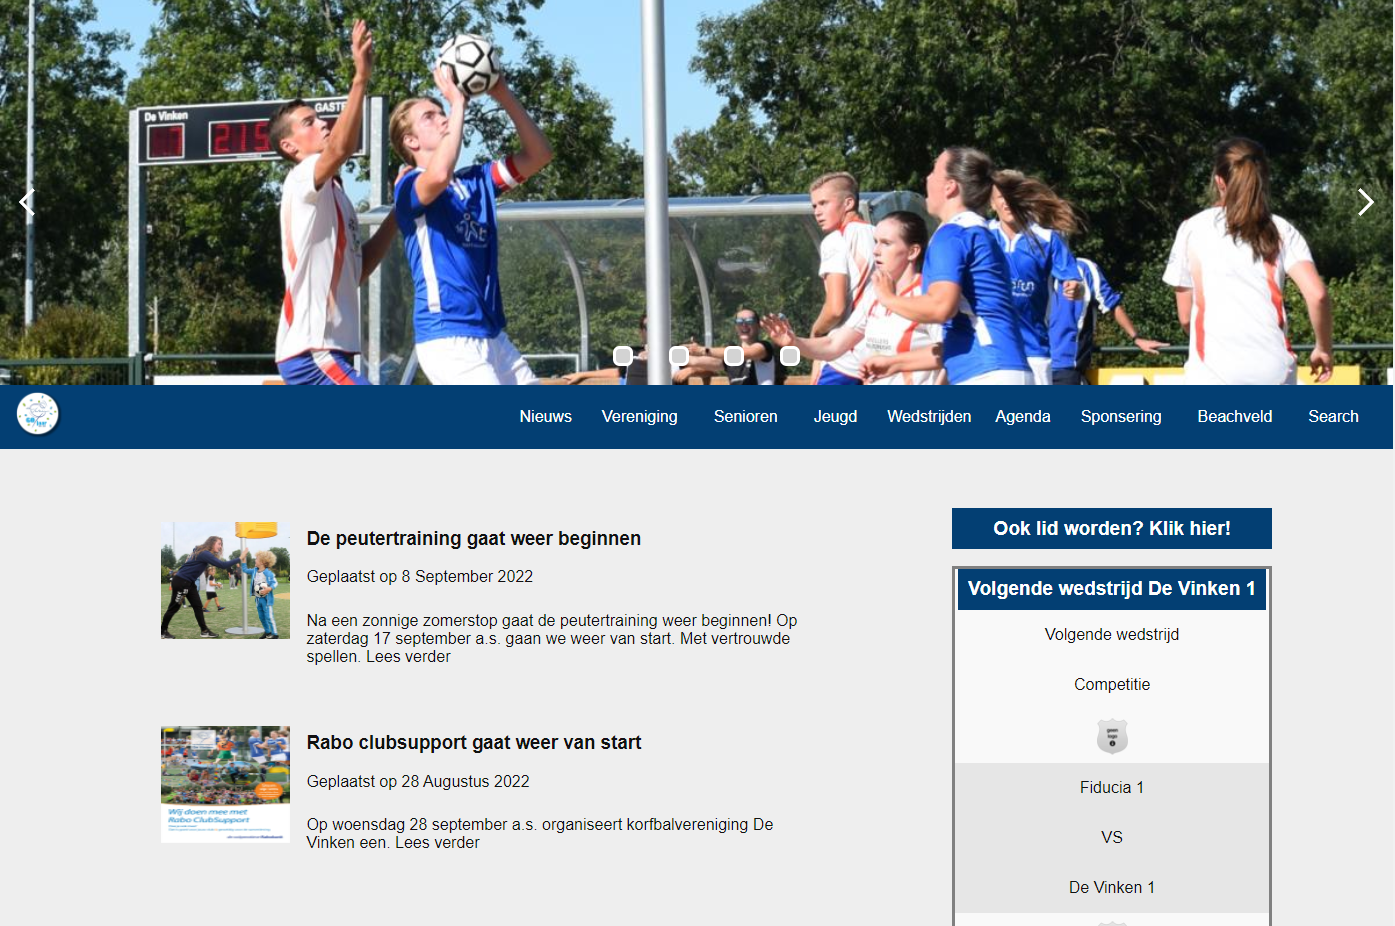 De Vinken
GASTE
215
Nieuws
Vereniging
Senioren
Jeugd
Wedstrijden
Agenda
Sponsering
Beachveld
Search
De peutertraining gaat weer beginnen
Geplaatst op 8 September 2022
Na een zonnige zomerstop gaat de peutertraining weer beginnen! Op
zaterdag 17 september a.s. gaan we weer van start. Met vertrouwde
spellen. Lees verder
Wij doen mee met
Rabo ClubSupport
Rabo clubsupport gaat weer van start
Geplaatst op 28 Augustus 2022
Op woensdag 28 september a.s. organiseert korfbalvereniging De
Vinken een. Lees verder
Ook lid worden? Klik hier!
Volgende wedstrijd De Vinken 1
Volgende wedstrijd
Competitie
geen
logo
Fiducia 1
VS
De Vinken 1